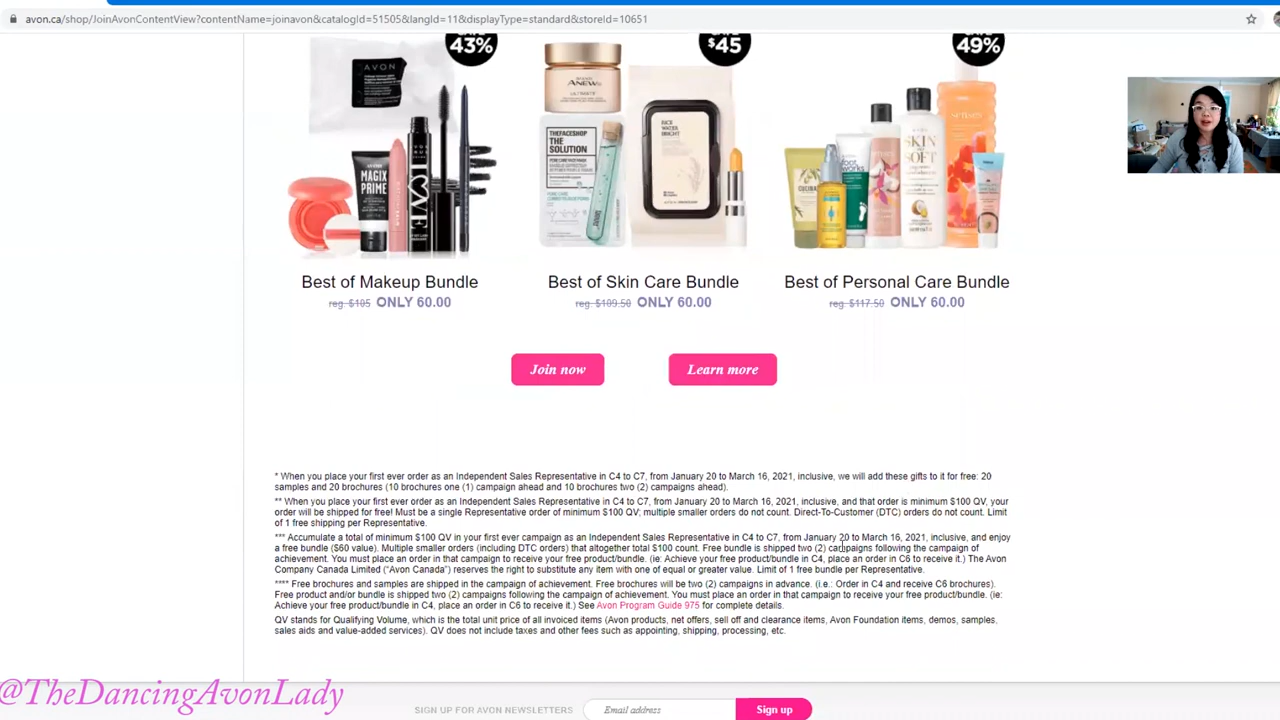 avon.ca/shop/JoinAvonContentView?contentName=joinavon&catalogId=51505&langId=11&displayType=standard&storeId=10651
43%
$45
49%
AVON
MAGIX
PRIME
LOVE
ANEW
ULTIMATE
THEFACESHOP
THE
SOLUTION
RICE
WATER
BRIGHT
foot
works
SKIN
SO
SOFT
senses
Best of Makeup Bundle
reg. $105 ONLY 60.00
Best of Skin Care Bundle
reg. $109.50 ONLY 60.00
Best of Personal Care Bundle
reg. $117.50 ONLY 60.00
Join now
Learn more
* When you place your first ever order as an Independent Sales Representative in C4 to C7, from January 20 to March 16, 2021, inclusive, we will add these gifts to it for free: 20
samples and 20 brochures (10 brochures one (1) campaign ahead and 10 brochures two (2) campaigns ahead).
** When you place your first ever order as an Independent Sales Representative in C4 to C7, from January 20 to March 16, 2021, inclusive, and that order is minimum $100 QV, your
order will be shipped for free! Must be a single Representative order of minimum $100 QV; multiple smaller orders do not count. Direct-To-Customer (DTC) orders do not count. Limit
of 1 free shipping per Representative.
*** Accumulate a total of minimum $100 QV in your first ever campaign as an Independent Sales Representative in C4 to C7, from January 20 to March 16, 2021, inclusive, and enjoy
a free bundle ($60 value). Multiple smaller orders (including DTC orders) that altogether total $100 count. Free bundle is shipped two (2) campaigns following the campaign of
achievement. You must place an order in that campaign to receive your free product/bundle. (ie: Achieve your free product/bundle in C4, place an order in C6 to receive it.) The Avon
Company Canada Limited (“Avon Canada”) reserves the right to substitute any item with one of equal or greater value. Limit of 1 free bundle per Representative.
**** Free brochures and samples are shipped in the campaign of achievement. Free brochures will be two (2) campaigns in advance. (i.e.: Order in C4 and receive C6 brochures).
Free product and/or bundle is shipped two (2) campaigns following the campaign of achievement. You must place an order in that campaign to receive your free product/bundle. (ie:
Achieve your free product/bundle in C4, place an order in C6 to receive it.) See Avon Program Guide 975 for complete details.
QV stands for Qualifying Volume, which is the total unit price of all invoiced items (Avon products, net offers, sell off and clearance items, Avon Foundation items, demos, samples,
sales aids and value-added services). QV does not include taxes and other fees such as appointing, shipping, processing, etc.
@TheDancingAvonLady
SIGN UP FOR AVON NEWSLETTERS
Email address
Sign up